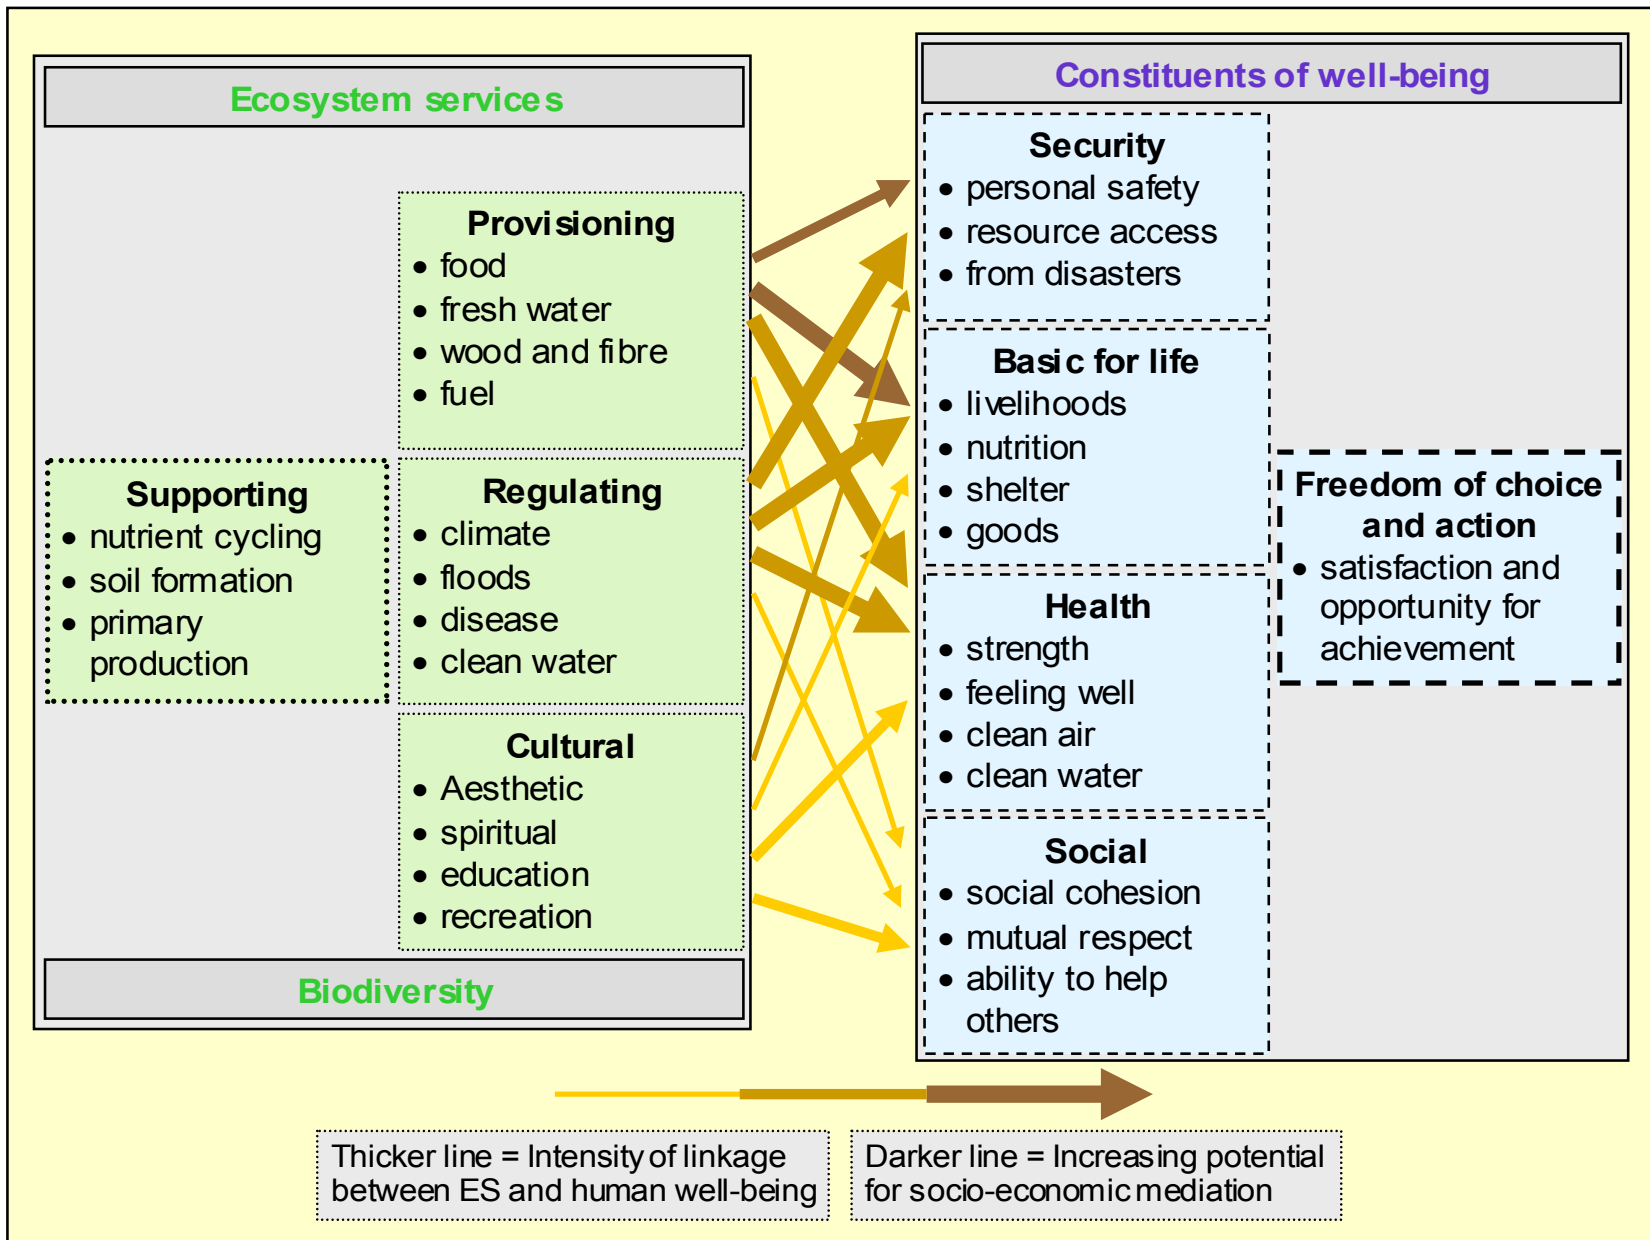 Ecosystem services
Provisioning
• food
• fresh water
• wood and fibre
• fuel
Supporting
• nutrient cycling
• soil formation
• primary
production
Regulating
• climate
• floods
• disease
• clean water
Cultural
• Aesthetic
• spiritual
• education
• recreation
Biodiversity
Constituents of well-being
Security
• personal safety
• resource access
• from disasters
Basic for life
• livelihoods
• nutrition
• shelter
• goods
Health
• strength
• feeling well
• clean air
• clean water
Social
• social cohesion
• mutual respect
• ability to help
others
Freedom of choice
and action
• satisfaction and
opportunity for
achievement
Thicker line = Intensity of linkage
between ES and human well-being
Darker line = Increasing potential
for socio-economic mediation